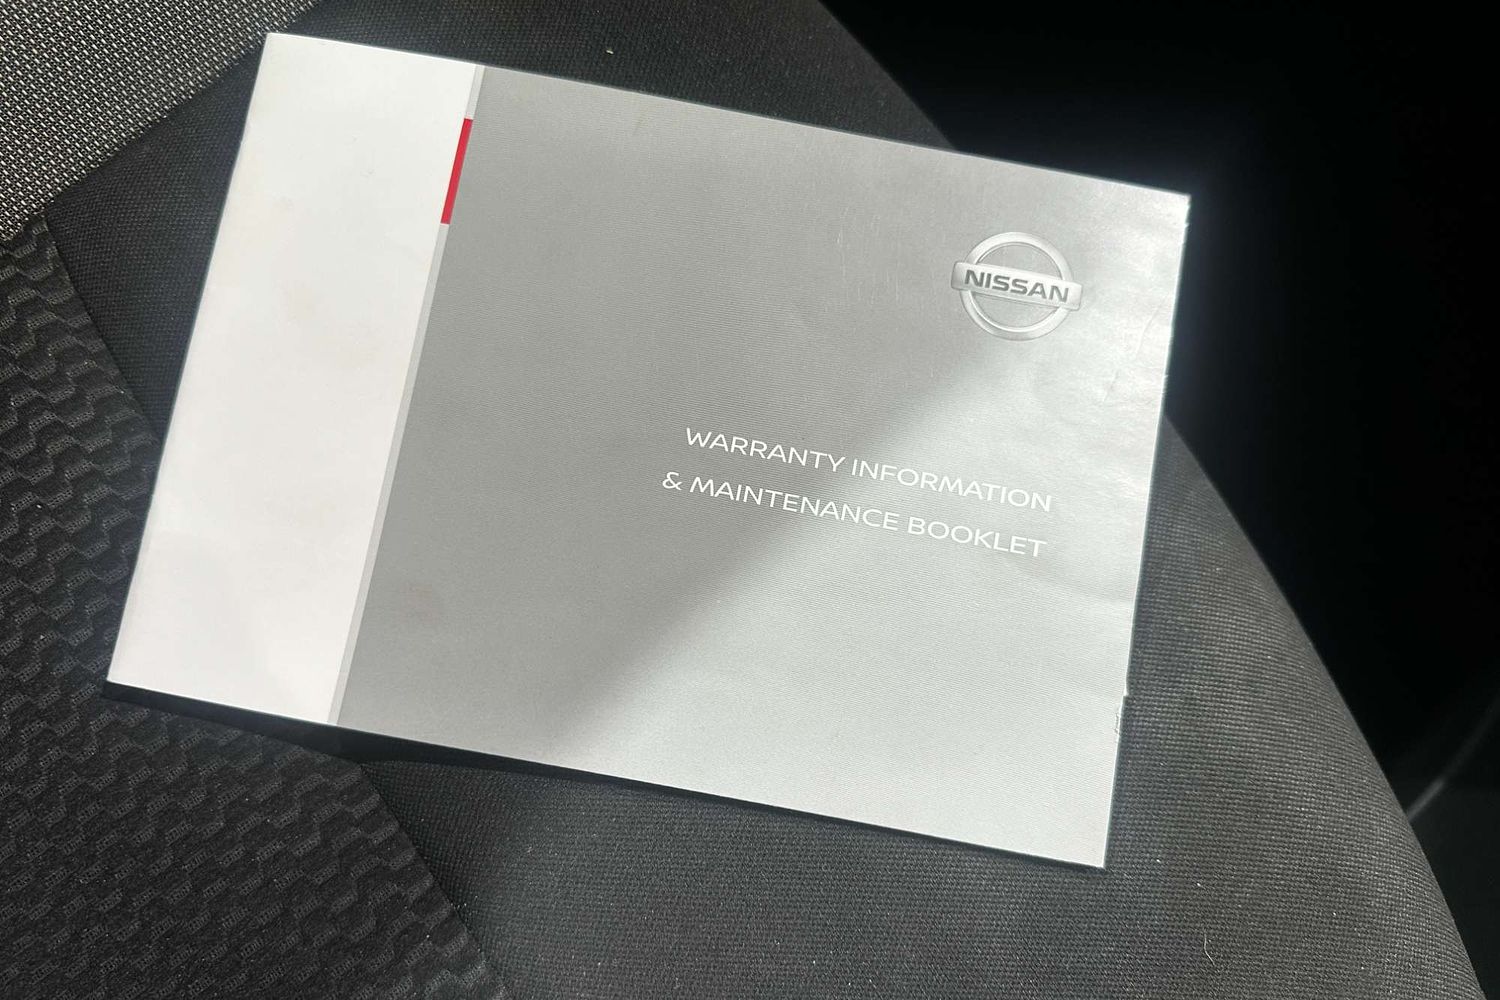 NISSAN
WARRANTY INFORMATION
& MAINTENANCE BOOKLET